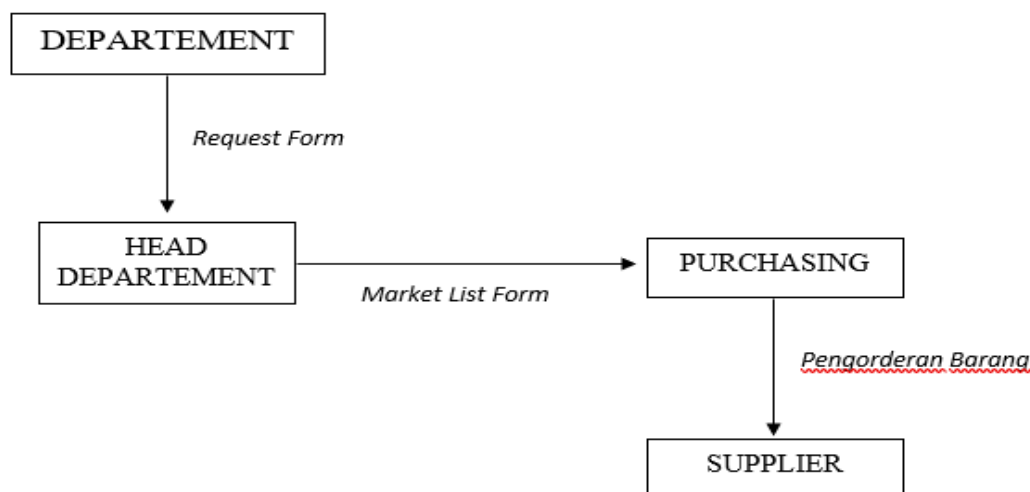 DEPARTEMENT
Request Form
HEAD
DEPARTEMENT
PURCHASING
Market List Form
Pengorderan Barang
SUPPLIER